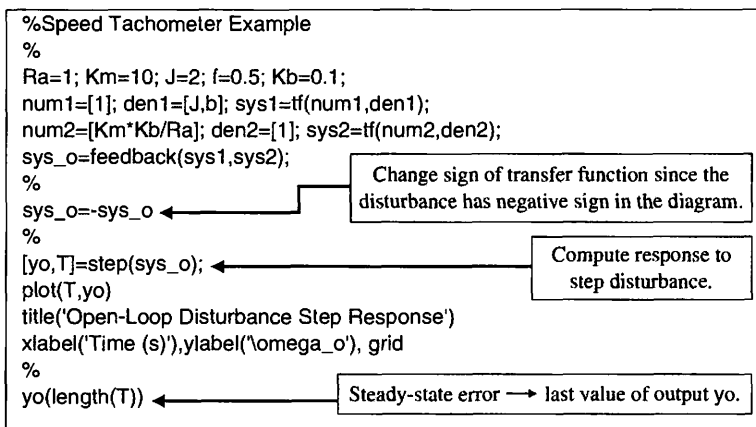 %Speed Tachometer Example
%
Ra=1; Km=10; J=2; f=0.5; Kb=0.1;
num1=[1]; den1=[J,b]; sys1=tf(num1,den1);
num2=[Km*Kb/Ra]; den2=[1]; sys2=tf(num2,den2);
sys_o=feedback(sys1,sys2);
%
Change sign of transfer function since the
disturbance has negative sign in the diagram.
sys_o=-sys_o
%
[yo,T]=step(sys_o);
Compute response to
step disturbance.
plot(T,yo)
title('Open-Loop Disturbance Step Response')
xlabel('Time (s)'),ylabel('\omega_o'), grid
%
yo(length(T))
Steady-state error → last value of output yo.